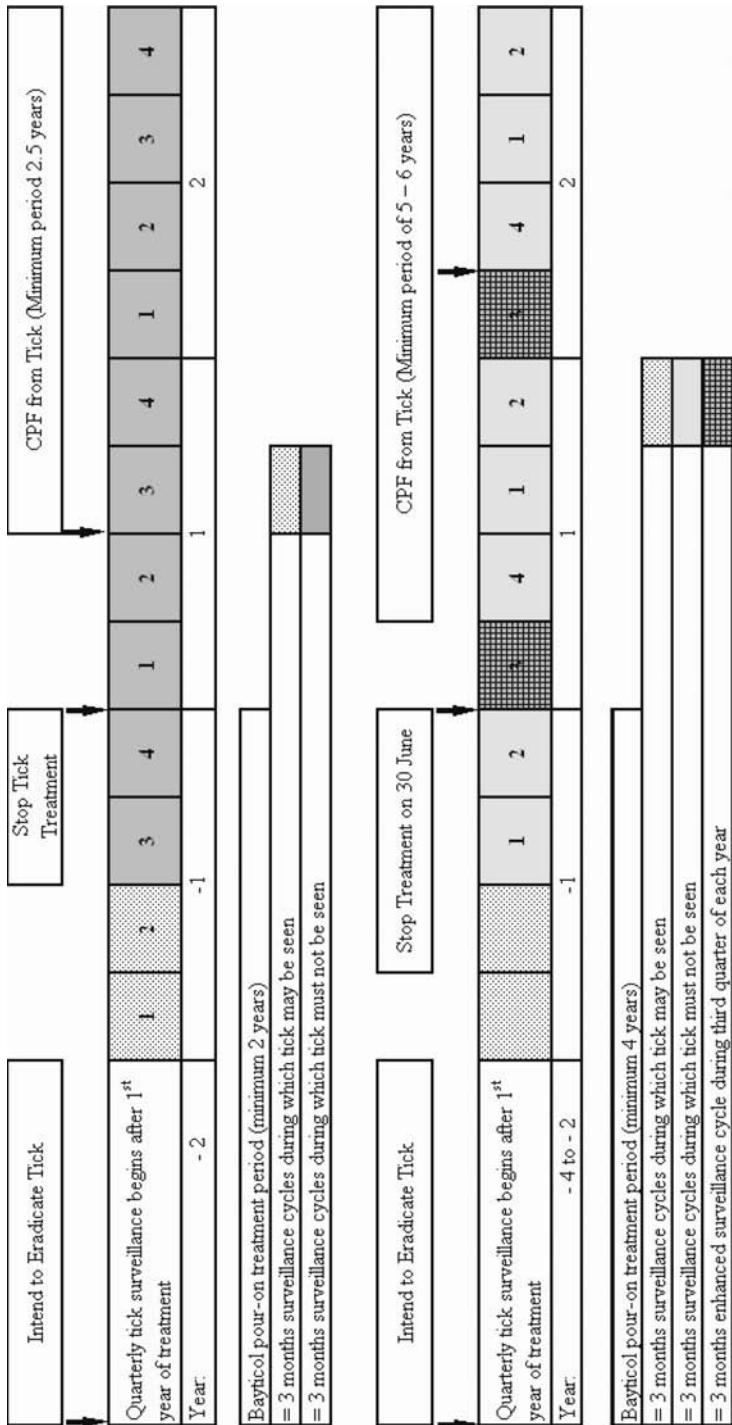 Intend to Eradicate Tick
Stop Tick
Treatment
CPF from Tick (Minimum period 2.5 years)
Quarterly tick surveillance begins after 1st
year of treatment
1 2 3 4 1 2 3 4 1 2 3 4
Year: - 2 -1 1 2
Bayticol pour-on treatment period (minimum 2 years)
= 3 months surveillance cycles during which tick may be seen
= 3 months surveillance cycles during which tick must not be seen
Intend to Eradicate Tick
Stop Treatment on 30 June
CPF from Tick (Minimum period of 5 – 6 years)
Quarterly tick surveillance begins after 1st
year of treatment
1 2 3 4 1 2 3 4 1 2
Year: - 4 to - 2 -1 1 2
Bayticol pour-on treatment period (minimum 4 years)
= 3 months surveillance cycles during which tick may be seen
= 3 months surveillance cycles during which tick must not be seen
= 3 months enhanced surveillance cycle during third quarter of each year